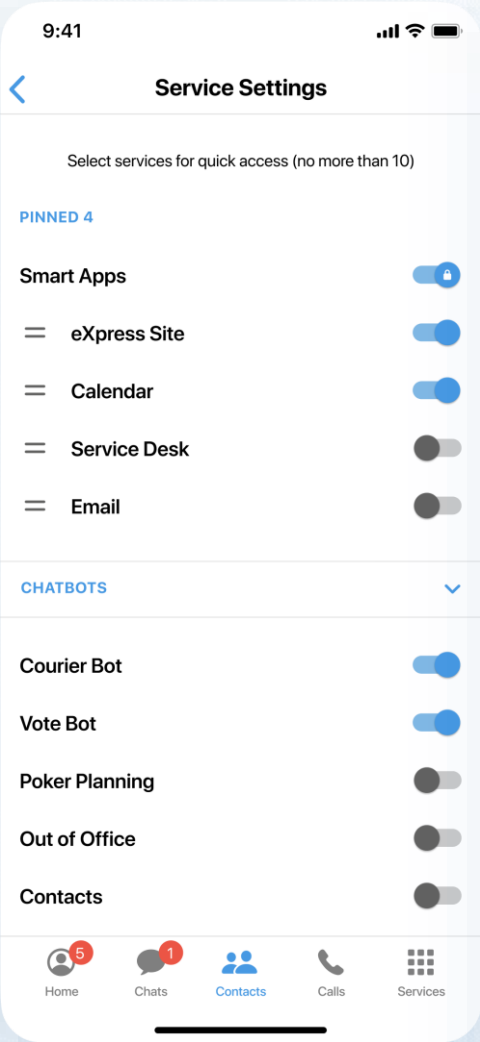 9:41
Service Settings
Select services for quick access (no more than 10)
PINNED 4
Smart Apps
eXpress Site
Calendar
Service Desk
Email
CHATBOTS
Courier Bot
Vote Bot
Poker Planning
Out of Office
Contacts
5 1
Home Chats Contacts Calls Services